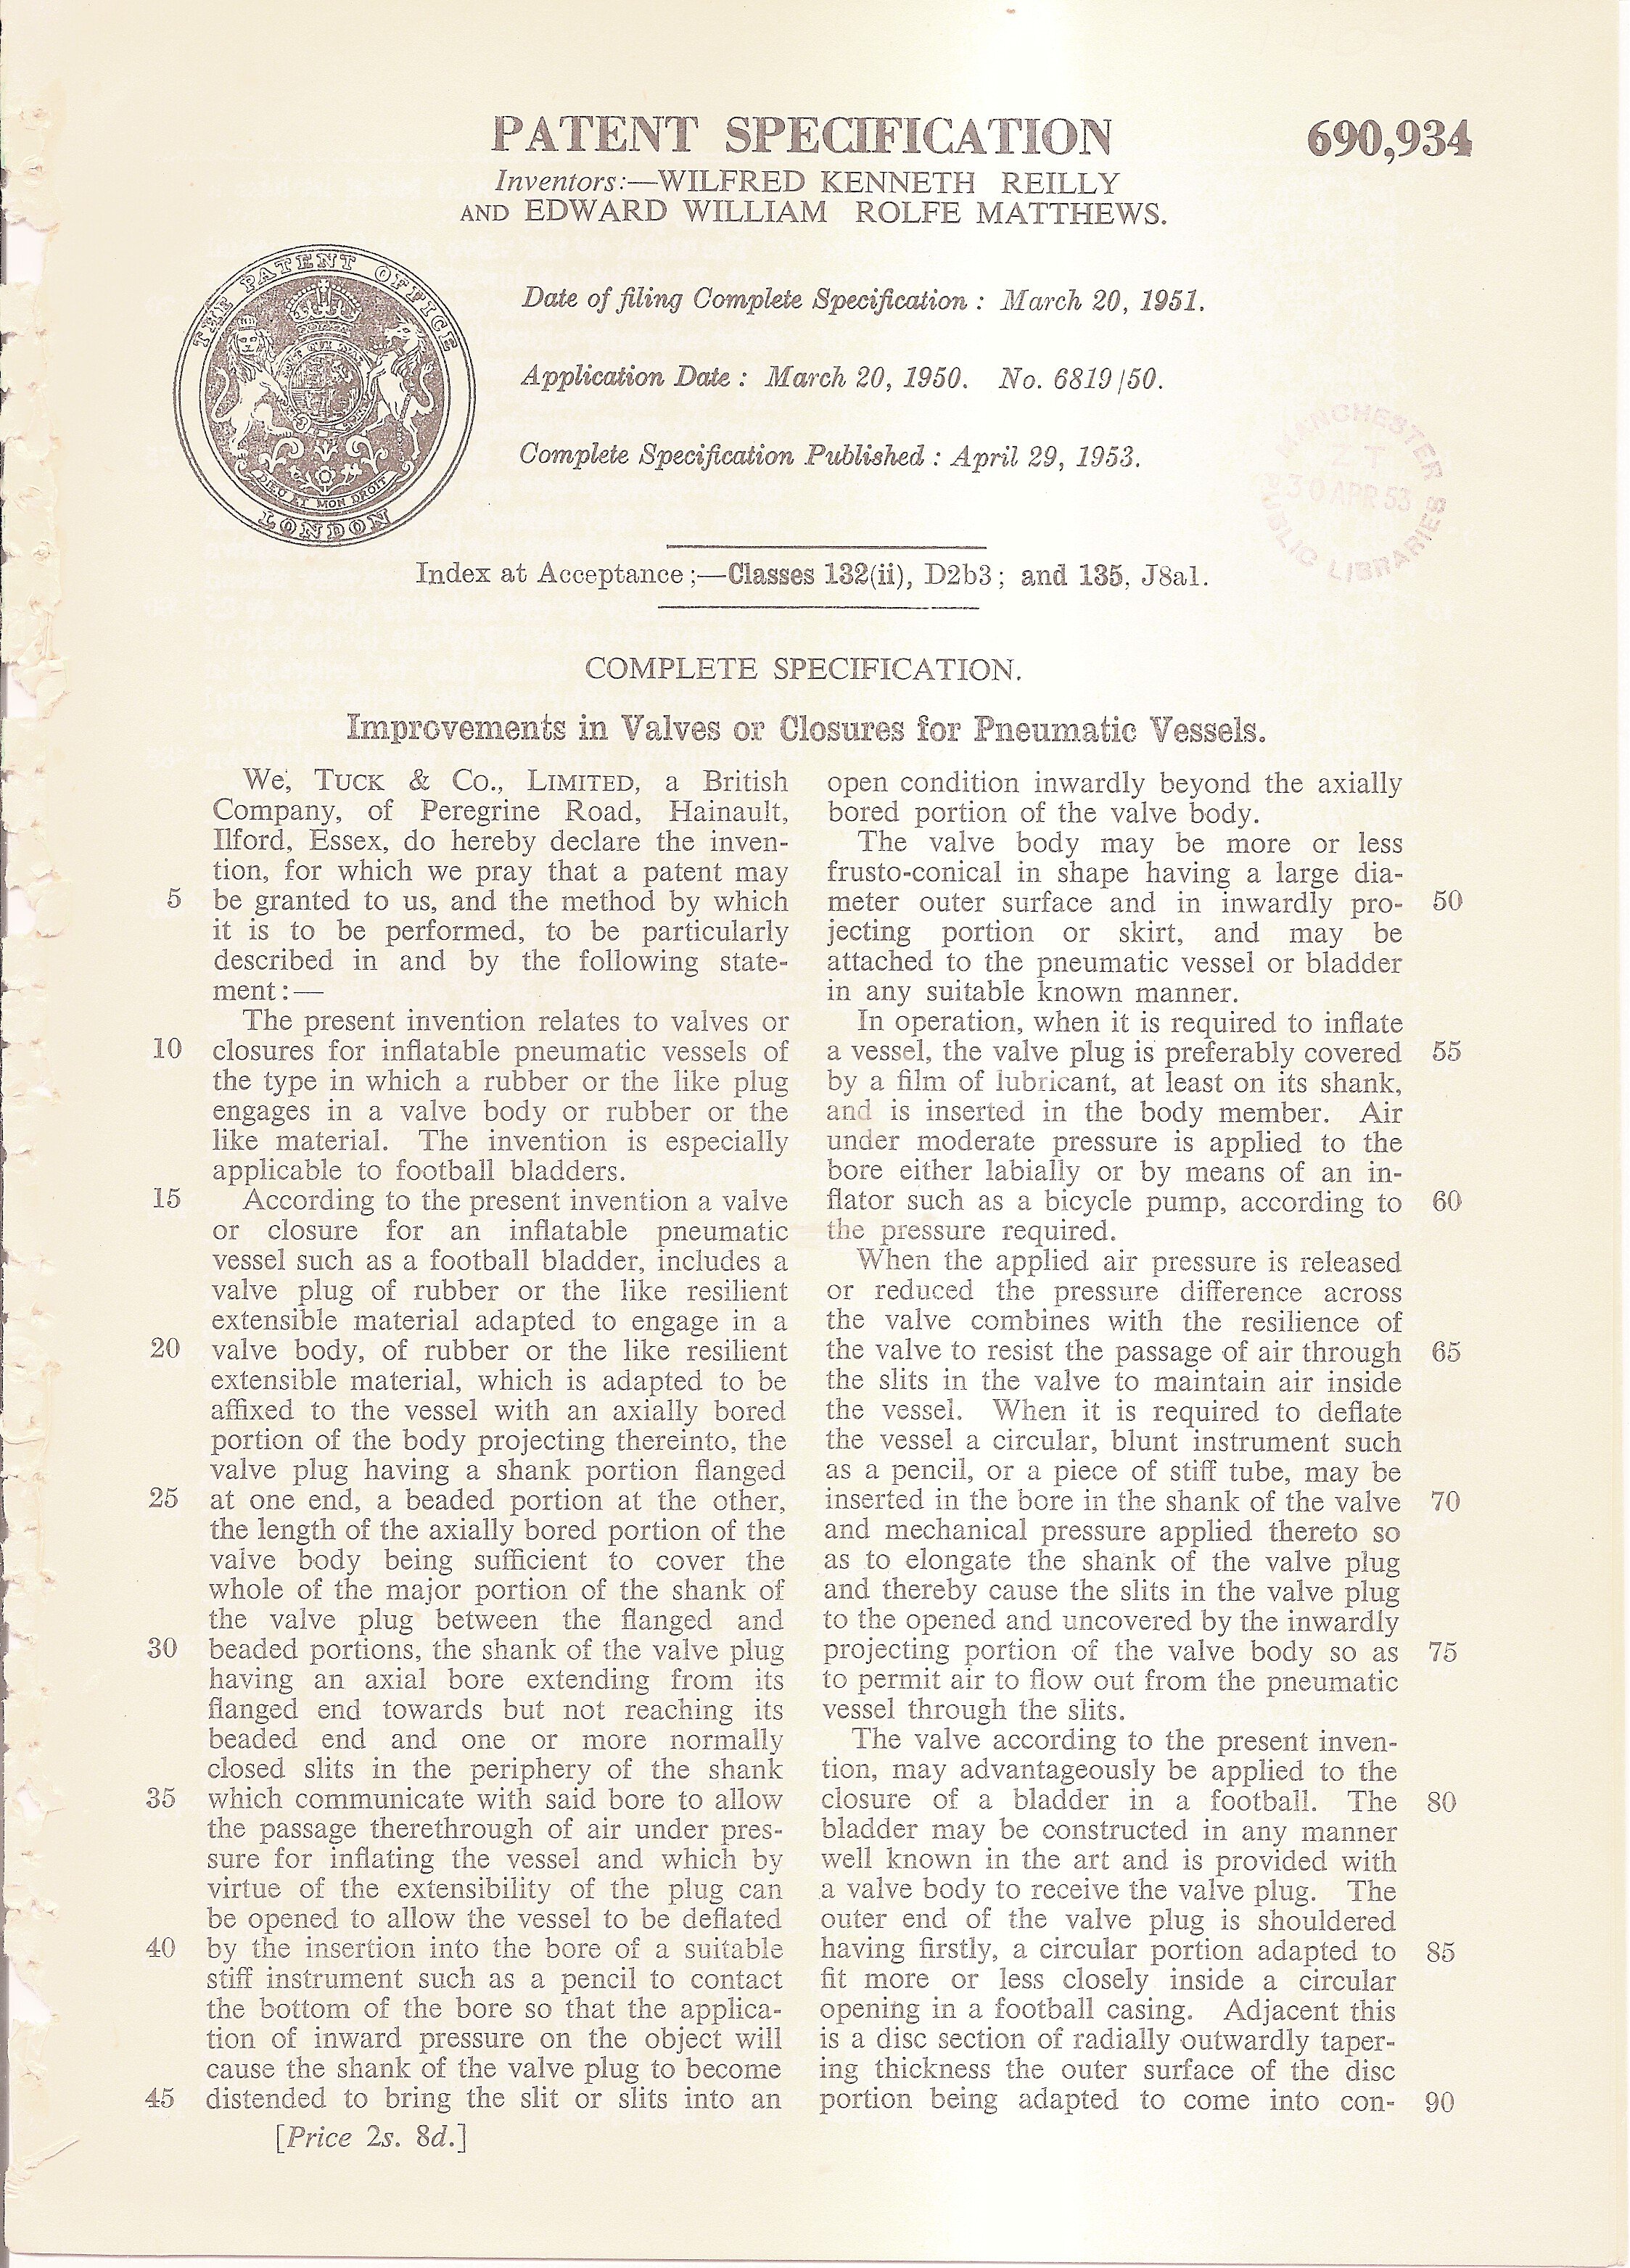 PATENT SPECIFICATION
690,934
Inventors:—WILFRED KENNETH REILLY
AND EDWARD WILLIAM ROLFE MATTHEWS.
THE PATENT OFFICE
DIEU ET MON DROIT
LONDON
Date of filing Complete Specification : March 20, 1951.
Application Date : March 20, 1950. No. 6819/50.
Complete Specification Published : April 29, 1953.
MANCHESTER
30 APR 53
PUBLIC LIBRARIES
Index at Acceptance ;—Classes 132(ii), D2b3 ; and 135, J8a1.
COMPLETE SPECIFICATION.
Improvements in Valves or Closures for Pneumatic Vessels.
We, TUCK & CO., LIMITED, a British
Company, of Peregrine Road, Hainault,
Ilford, Essex, do hereby declare the inven-
tion, for which we pray that a patent may
5 be granted to us, and the method by which
it is to be performed, to be particularly
described in and by the following state-
ment:—
The present invention relates to valves or
10 closures for inflatable pneumatic vessels of
the type in which a rubber or the like plug
engages in a valve body or rubber or the
like material. The invention is especially
applicable to football bladders.
15 According to the present invention a valve
or closure for an inflatable pneumatic
vessel such as a football bladder, includes a
valve plug of rubber or the like resilient
extensible material adapted to engage in a
20 valve body, of rubber or the like resilient
extensible material, which is adapted to be
affixed to the vessel with an axially bored
portion of the body projecting thereinto, the
valve plug having a shank portion flanged
25 at one end, a beaded portion at the other,
the length of the axially bored portion of the
valve body being sufficient to cover the
whole of the major portion of the shank of
the valve plug between the flanged and
30 beaded portions, the shank of the valve plug
having an axial bore extending from its
flanged end towards but not reaching its
beaded end and one or more normally
closed slits in the periphery of the shank
35 which communicate with said bore to allow
the passage therethrough of air under pres-
sure for inflating the vessel and which by
virtue of the extensibility of the plug can
be opened to allow the vessel to be deflated
40 by the insertion into the bore of a suitable
stiff instrument such as a pencil to contact
the bottom of the bore so that the applica-
tion of inward pressure on the object will
cause the shank of the valve plug to become
45 distended to bring the slit or slits into an
[Price 2s. 8d.]
open condition inwardly beyond the axially
bored portion of the valve body.
The valve body may be more or less
frusto-conical in shape having a large dia-
meter outer surface and in inwardly pro- 50
jecting portion or skirt, and may be
attached to the pneumatic vessel or bladder
in any suitable known manner.
In operation, when it is required to inflate
a vessel, the valve plug is preferably covered 55
by a film of lubricant, at least on its shank,
and is inserted in the body member. Air
under moderate pressure is applied to the
bore either labially or by means of an in-
flator such as a bicycle pump, according to 60
the pressure required.
When the applied air pressure is released
or reduced the pressure difference across
the valve combines with the resilience of
the valve to resist the passage of air through 65
the slits in the valve to maintain air inside
the vessel. When it is required to deflate
the vessel a circular, blunt instrument such
as a pencil, or a piece of stiff tube, may be
inserted in the bore in the shank of the valve 70
and mechanical pressure applied thereto so
as to elongate the shank of the valve plug
and thereby cause the slits in the valve plug
to the opened and uncovered by the inwardly
projecting portion of the valve body so as 75
to permit air to flow out from the pneumatic
vessel through the slits.
The valve according to the present inven-
tion, may advantageously be applied to the
closure of a bladder in a football. The 80
bladder may be constructed in any manner
well known in the art and is provided with
a valve body to receive the valve plug. The
outer end of the valve plug is shouldered
having firstly, a circular portion adapted to 85
fit more or less closely inside a circular
opening in a football casing. Adjacent this
is a disc section of radially outwardly taper-
ing thickness the outer surface of the disc
portion being adapted to come into con- 90